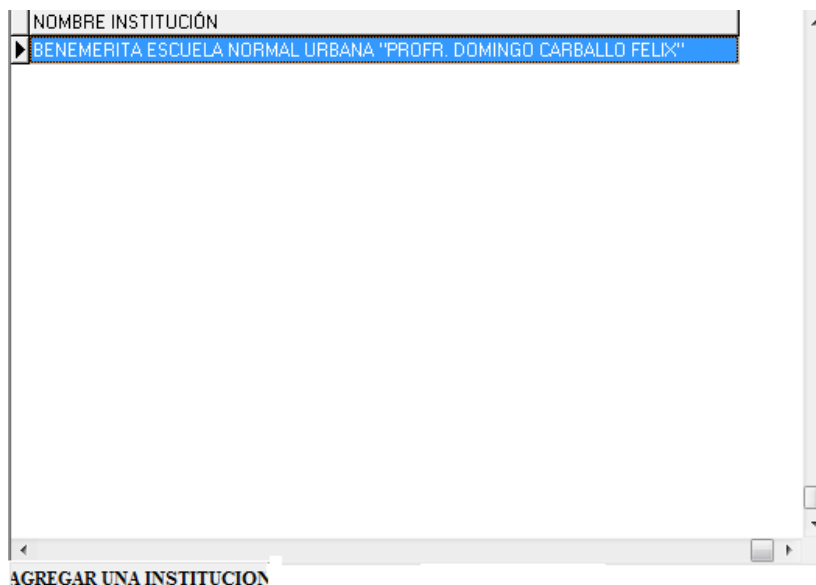 NOMBRE INSTITUCIÓN
BENEMERITA ESCUELA NORMAL URBANA "PROFR. DOMINGO CARBALLO FELIX"
AGREGAR UNA INSTITUCION